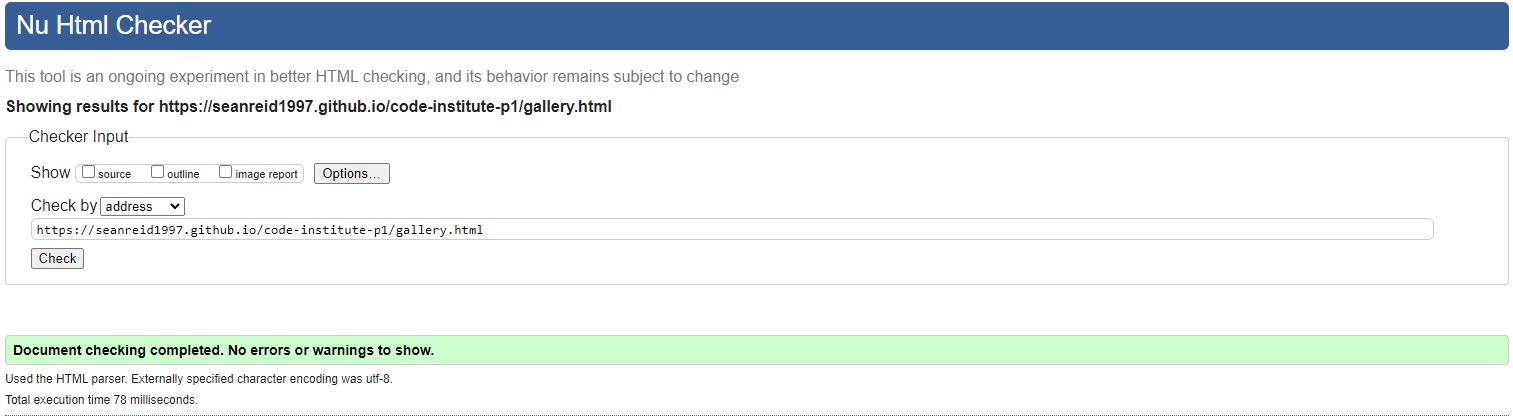 Nu Html Checker
This tool is an ongoing experiment in better HTML checking, and its behavior remains subject to change
Showing results for https://seanreid1997.github.io/code-institute-p1/gallery.html
Checker Input
Show source outline image report Options...
Check by address
https://seanreid1997.github.io/code-institute-p1/gallery.html
Check
Document checking completed. No errors or warnings to show.
Used the HTML parser. Externally specified character encoding was utf-8.
Total execution time 78 milliseconds.